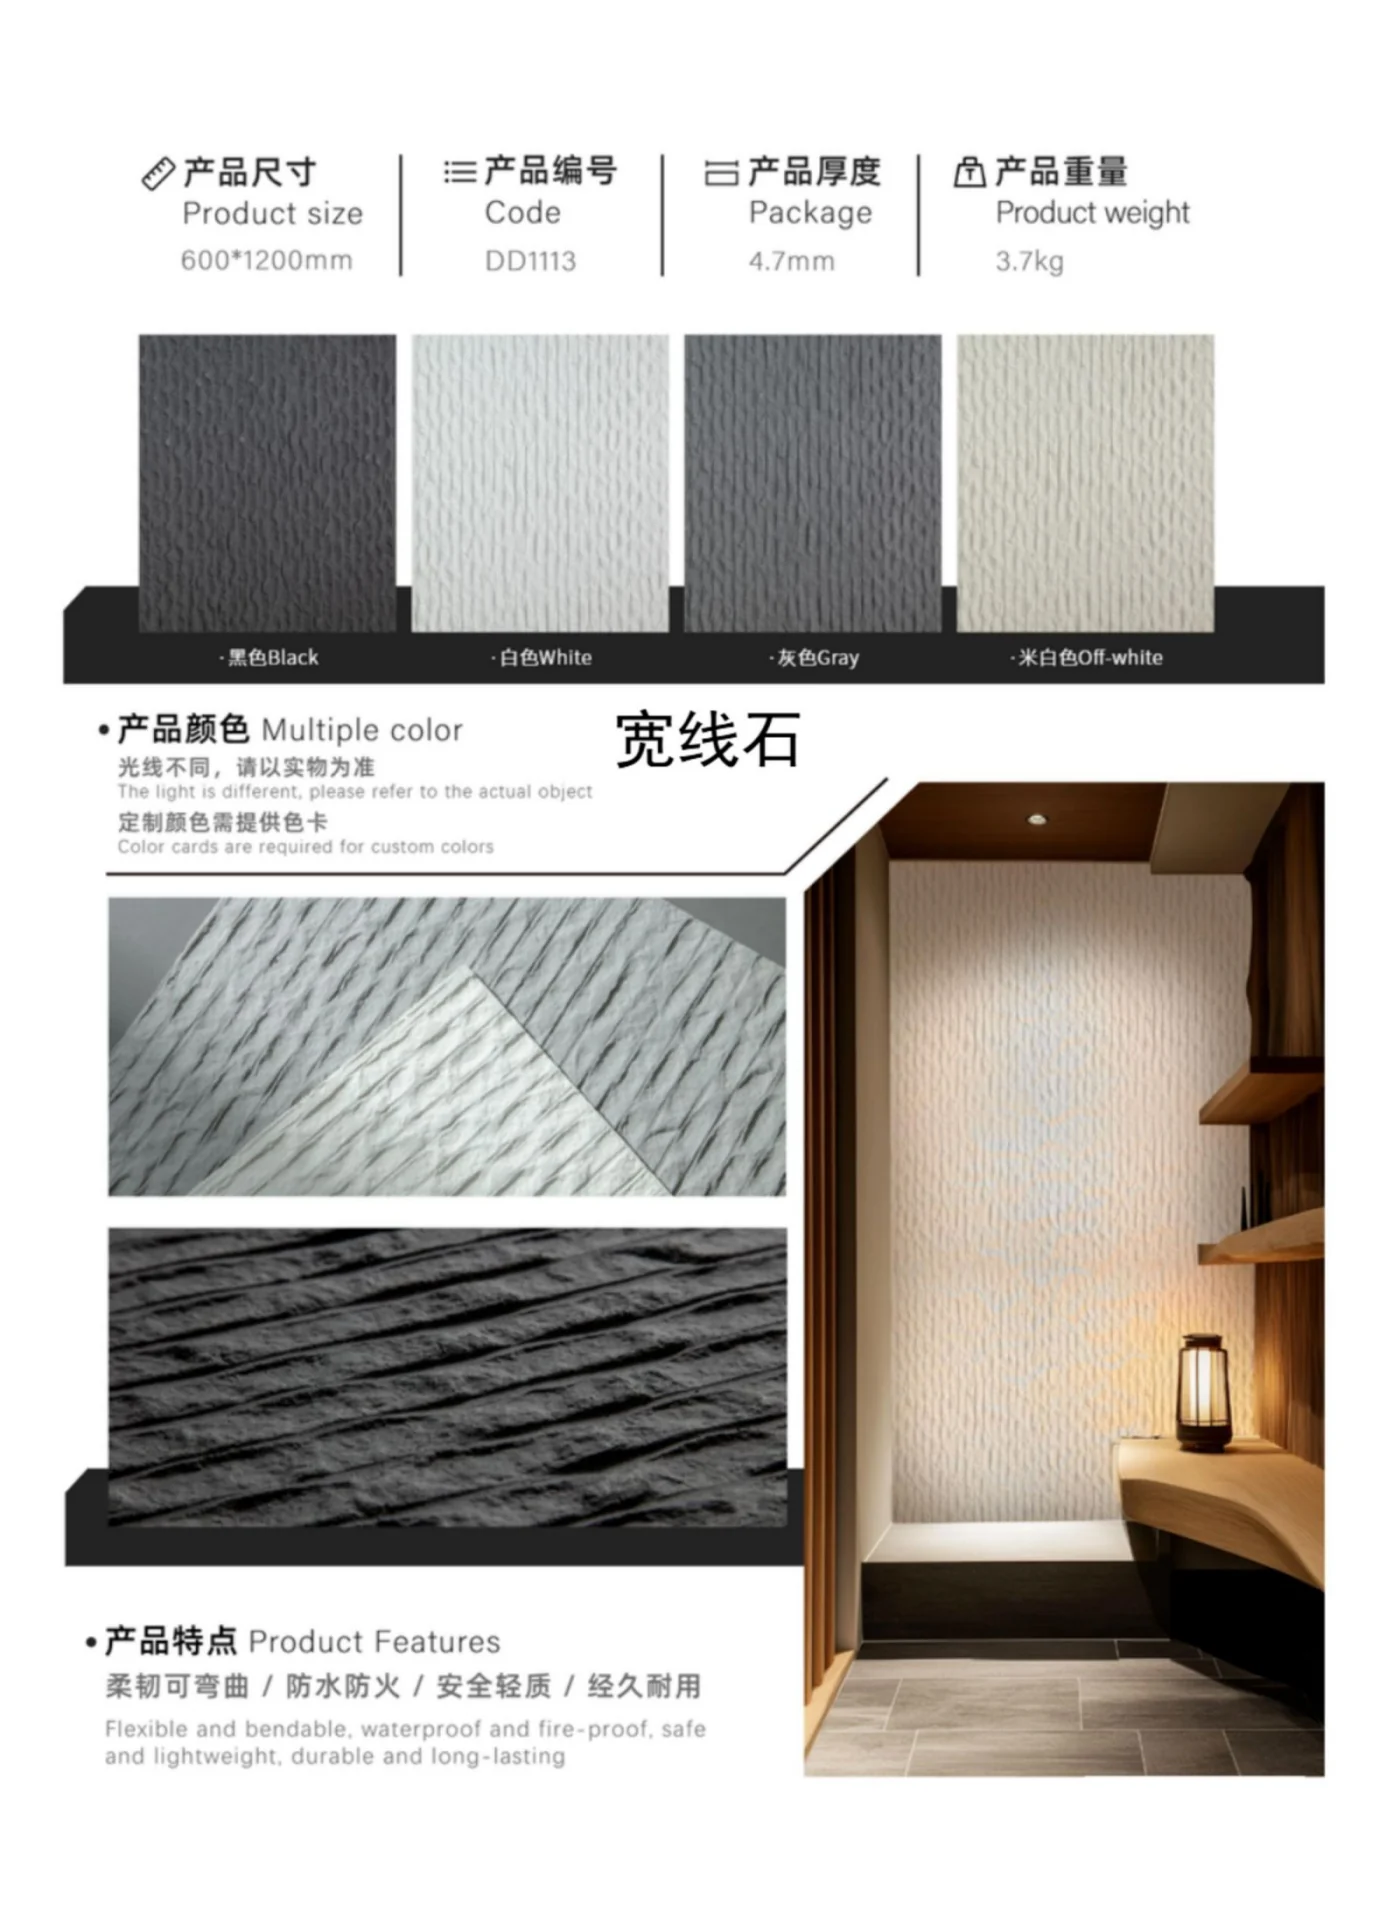 产品尺寸
Product size
600*1200mm
产品编号
Code
DD1113
产品厚度
Package
4.7mm
产品重量
Product weight
3.7kg
·黑色Black
·白色White
·灰色Gray
·米白色Off-white
•产品颜色 Multiple color
光线不同，请以实物为准
The light is different, please refer to the actual object
定制颜色需提供色卡
Color cards are required for custom colors
宽线石
•产品特点 Product Features
柔韧可弯曲 / 防水防火 / 安全轻质 / 经久耐用
Flexible and bendable, waterproof and fire-proof, safe
and lightweight, durable and long-lasting